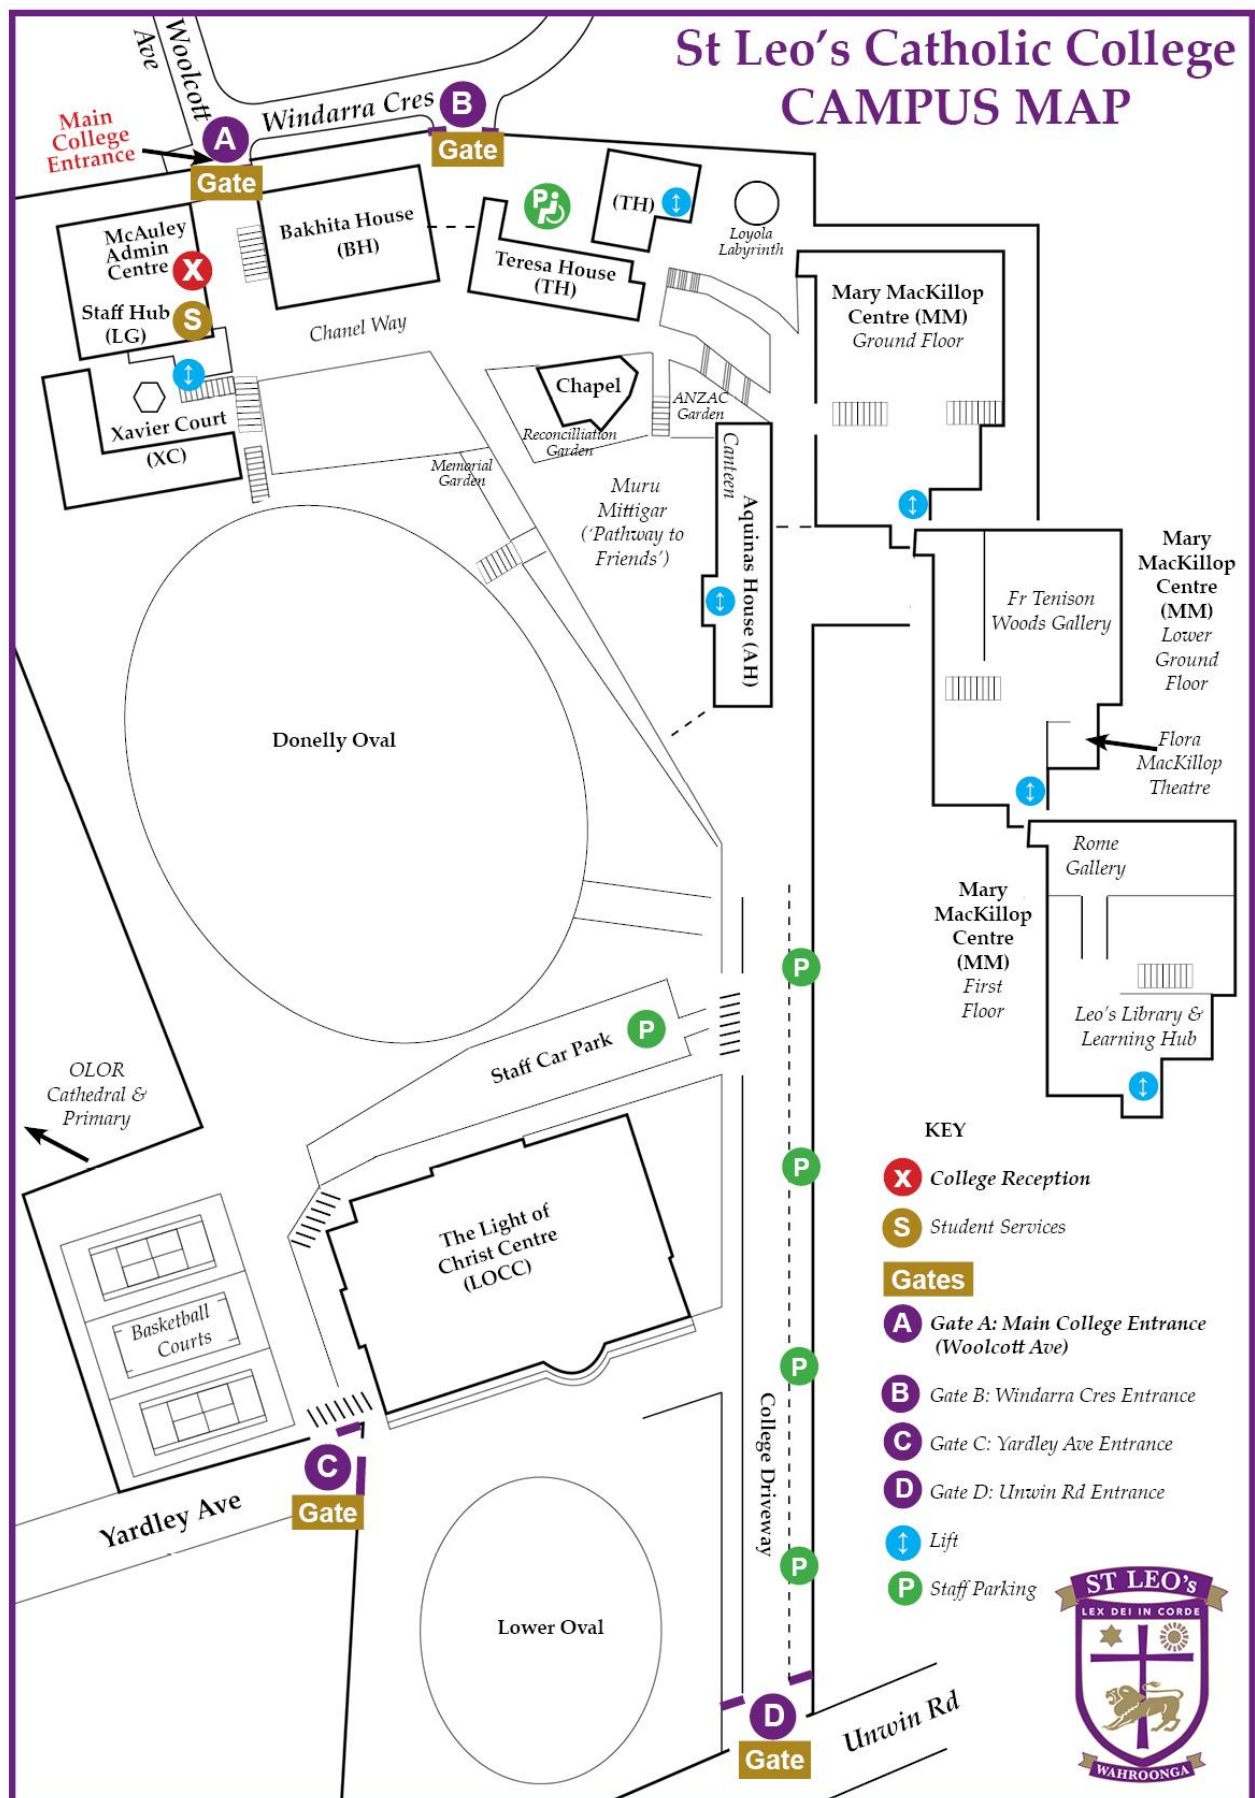 St Leo's Catholic College
CAMPUS MAP
Woolcott
Ave
Windarra Cres
B
Gate
Main
College
Entrance
A
Gate
McAuley
Admin
Centre
X
Staff Hub
(LG)
S
Bakhita House
(BH)
P
(TH)
Teresa House
(TH)
Loyola
Labyrinth
Chanel Way
Mary MacKillop
Centre (MM)
Ground Floor
Xavier Court
(XC)
Chapel
Reconcilliation
Garden
ANZAC
Garden
Memorial
Garden
Canteen
Aquinas House (AH)
Muru
Mittigar
('Pathway to
Friends')
Mary
MacKillop
Centre
(MM)
Lower
Ground
Floor
Fr Tenison
Woods Gallery
Flora
MacKillop
Theatre
Donelly Oval
Rome
Gallery
Mary
MacKillop
Centre
(MM)
First
Floor
Leo's Library &
Learning Hub
P
Staff Car Park
P
OLOR
Cathedral &
Primary
P
The Light of
Christ Centre
(LOCC)
Basketball
Courts
P
College Driveway
C
Gate
Yardley Ave
P
Lower Oval
D
Gate
Unwin Rd
KEY
X College Reception
S Student Services
Gates
A Gate A: Main College Entrance
(Woolcott Ave)
B Gate B: Windarra Cres Entrance
C Gate C: Yardley Ave Entrance
D Gate D: Unwin Rd Entrance
Lift
P Staff Parking
ST LEO's
LEX DEI IN CORDE
WAHROONGA